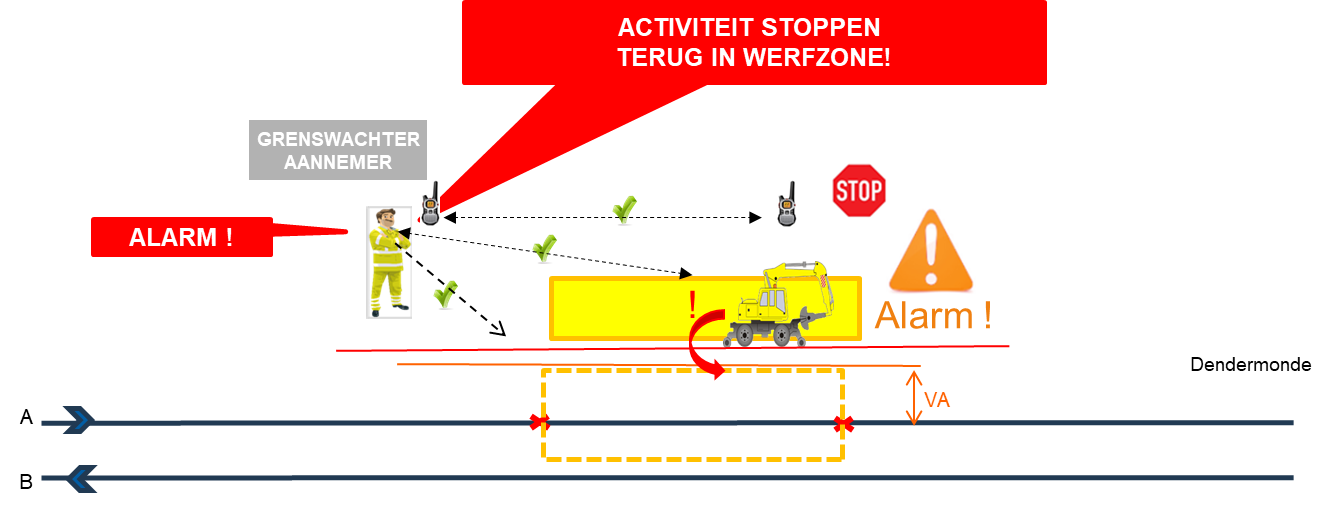 ACTIVITEIT STOPPEN
TERUG IN WERFZONE!
GRENSWACHTER
AANNEMER
STOP
ALARM !
!
Alarm !
Dendermonde
VA
A
B